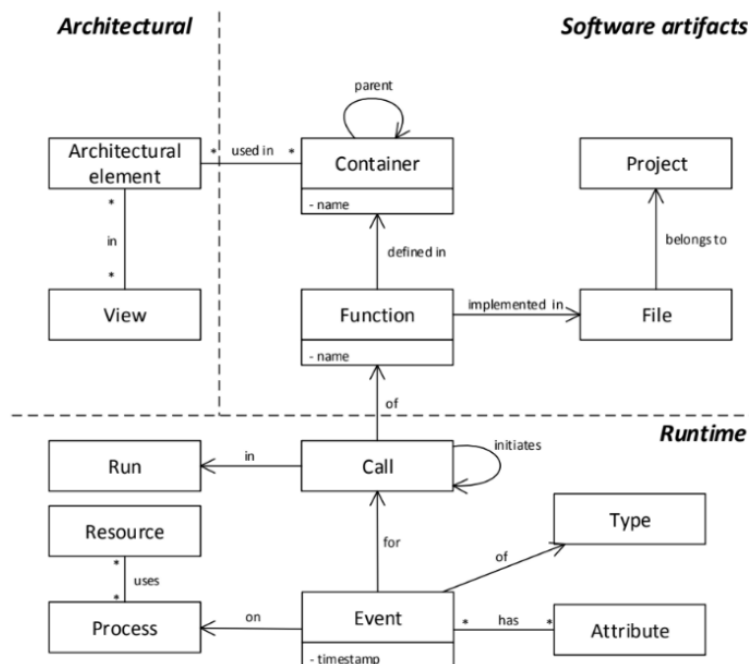 Architectural
Software artifacts
parent
Architectural
element
* used in *
Container
- name
Project
*
in
*
defined in
belongs to
View
Function
- name
implemented in
File
of
Runtime
Run
in
Call
initiates
Resource
*
uses
*
for
of
Type
Process
on
Event
- timestamp
* has *
Attribute